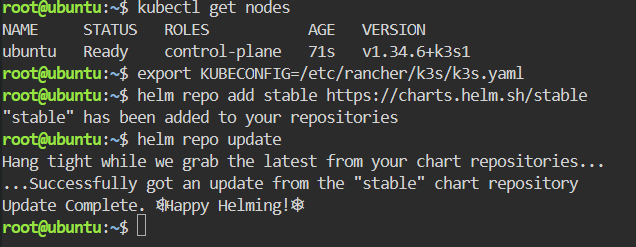 root@ubuntu:~$ kubectl get nodes
NAME     STATUS   ROLES           AGE   VERSION
ubuntu   Ready    control-plane   71s   v1.34.6+k3s1
root@ubuntu:~$ export KUBECONFIG=/etc/rancher/k3s/k3s.yaml
root@ubuntu:~$ helm repo add stable https://charts.helm.sh/stable
"stable" has been added to your repositories
root@ubuntu:~$ helm repo update
Hang tight while we grab the latest from your chart repositories...
...Successfully got an update from the "stable" chart repository
Update Complete. ⎈Happy Helming!⎈
root@ubuntu:~$